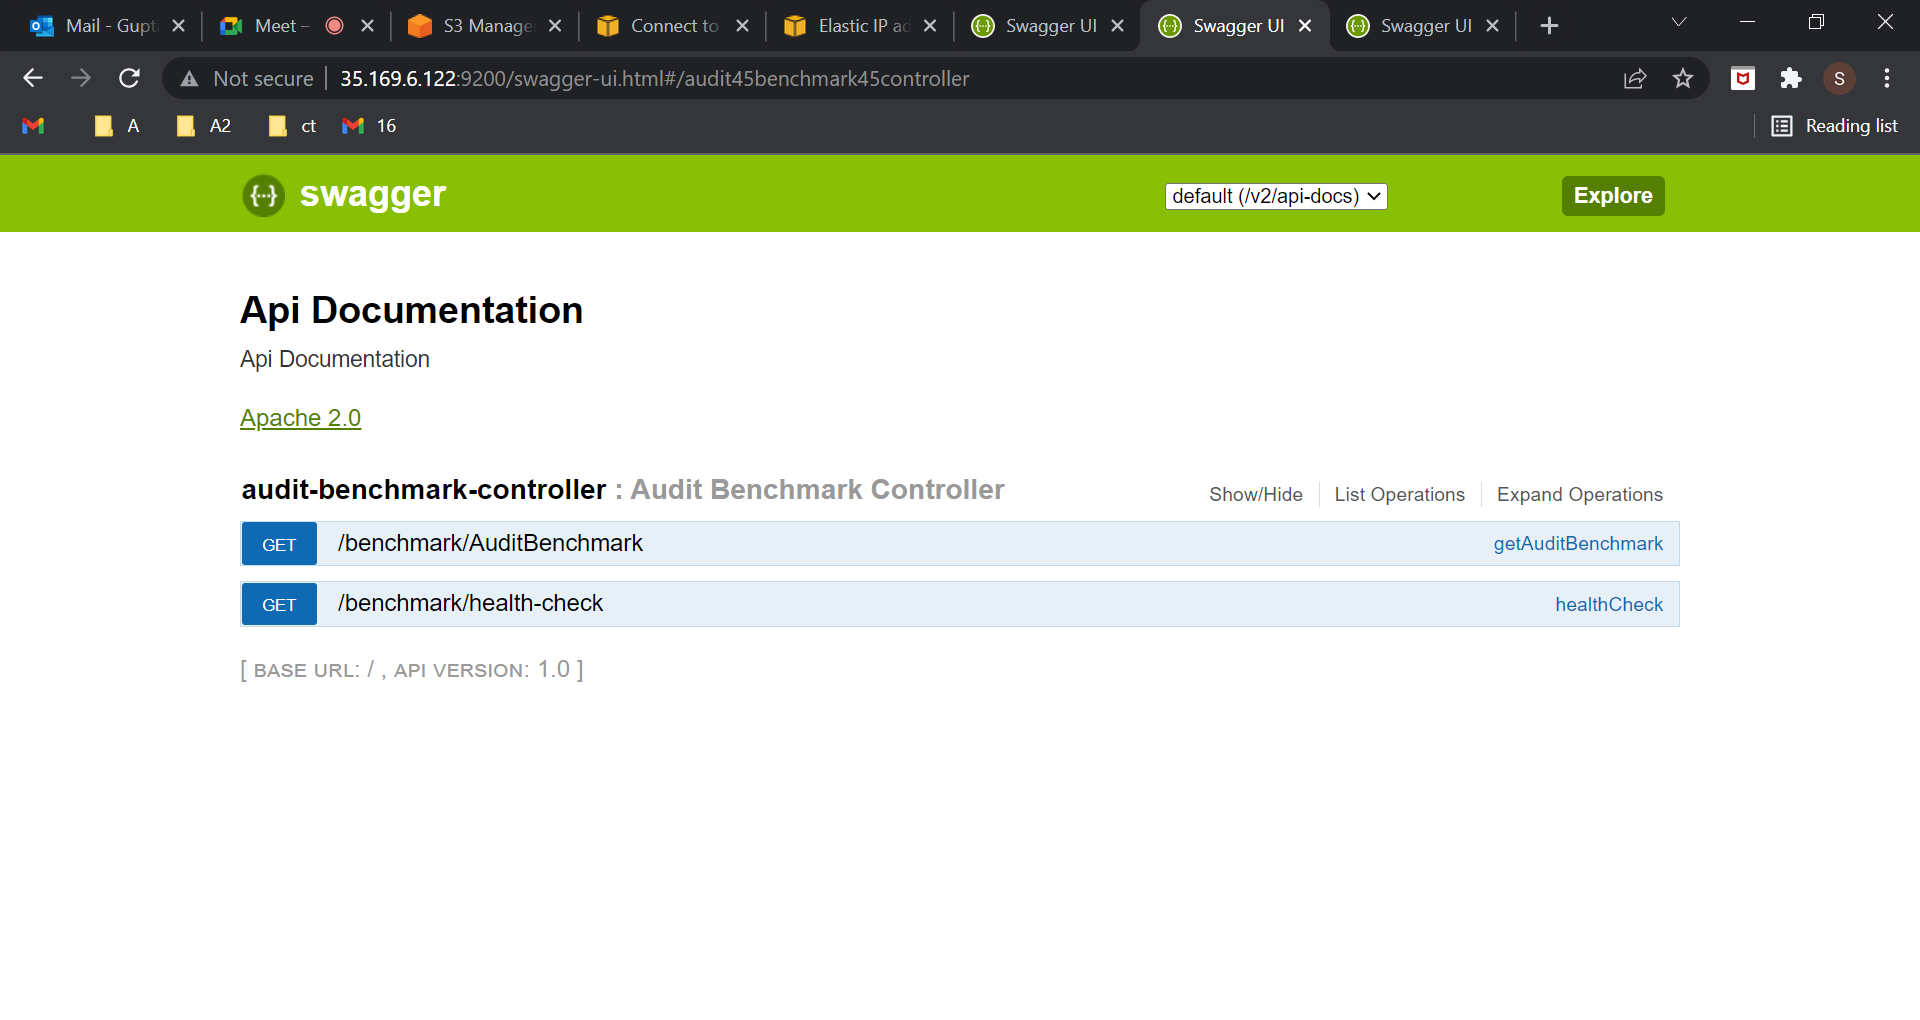 Mail - Gupt
Meet –
S3 Manage
Connect to
Elastic IP ad
Swagger UI
Swagger UI
Swagger UI
Not secure
35.169.6.122:9200/swagger-ui.html#/audit45benchmark45controller
S
A
A2
ct
16
Reading list
{···} swagger
default (/v2/api-docs)
Explore
Api Documentation
Api Documentation
Apache 2.0
audit-benchmark-controller : Audit Benchmark Controller
Show/Hide
List Operations
Expand Operations
GET /benchmark/AuditBenchmark getAuditBenchmark
GET /benchmark/health-check healthCheck
[ BASE URL: / , API VERSION: 1.0 ]